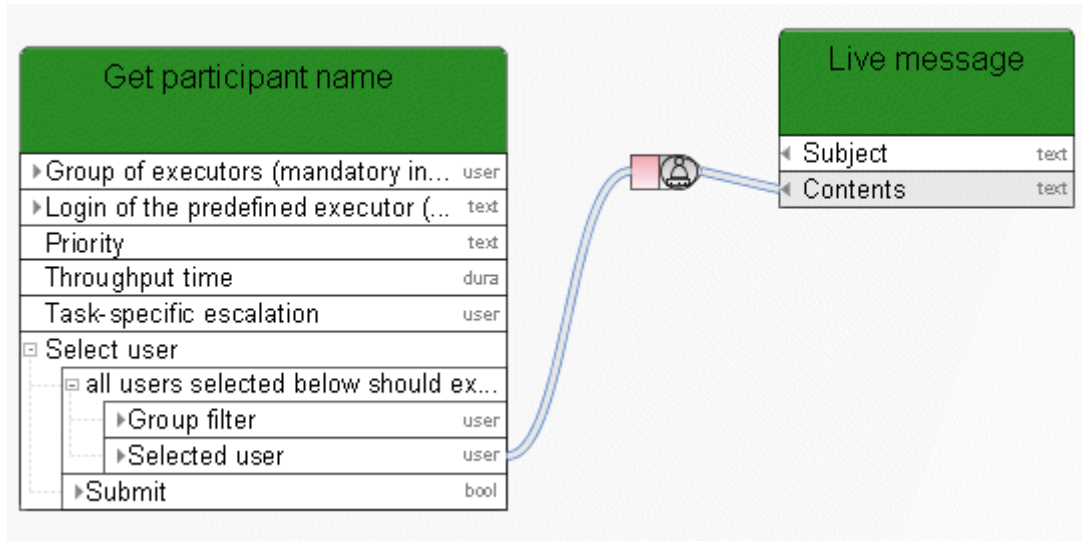 Get participant name
Group of executors (mandatory in... user
Login of the predefined executor (... text
Priority text
Throughput time dura
Task-specific escalation user
Select user
all users selected below should ex...
Group filter user
Selected user user
Submit bool
Live message
Subject text
Contents text